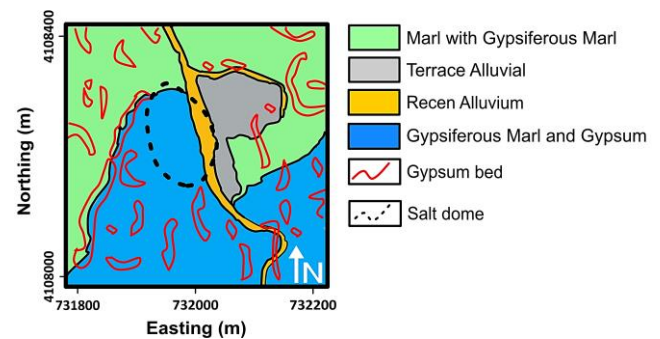 4108400
Northing (m)
4108000
731800
732000
732200
Easting (m)
N
Marl with Gypsiferous Marl
Terrace Alluvial
Recen Alluvium
Gypsiferous Marl and Gypsum
Gypsum bed
Salt dome